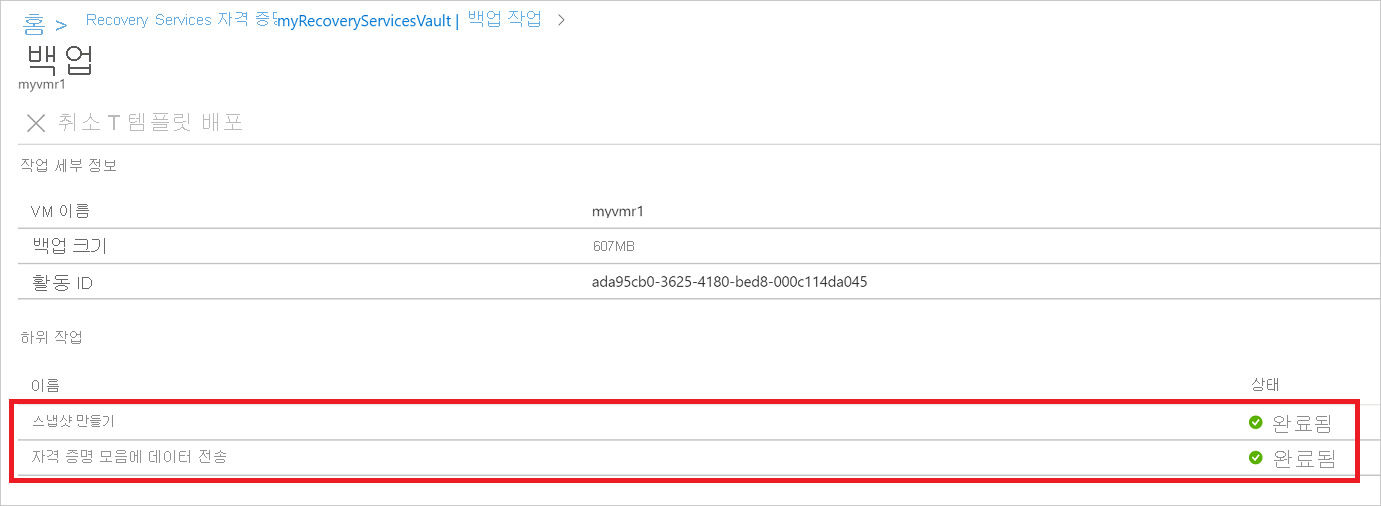 홈 > Recovery Services 자격 증명 myRecoveryServicesVault | 백업 작업 >
백업
myvmr1
취소 T 템플릿 배포
작업 세부 정보
VM 이름 myvmr1
백업 크기 607MB
활동 ID ada95cb0-3625-4180-bed8-000c114da045
하위 작업
이름 상태
스냅샷 만들기 완료됨
자격 증명 모음에 데이터 전송 완료됨